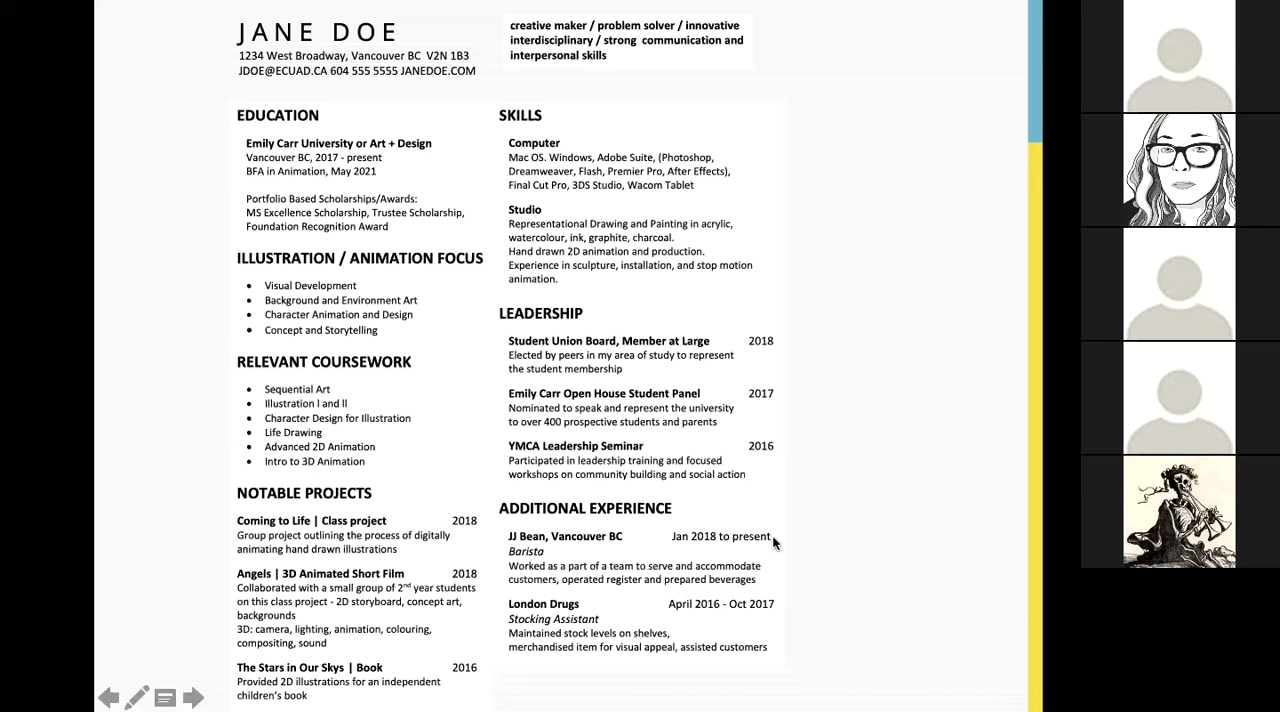 JANE DOE
1234 West Broadway, Vancouver BC V2N 1B3
JDOE@ECUAD.CA 604 555 5555 JANEDOE.COM
creative maker / problem solver / innovative
interdisciplinary / strong communication and
interpersonal skills
EDUCATION
Emily Carr University or Art + Design
Vancouver BC, 2017 - present
BFA in Animation, May 2021
Portfolio Based Scholarships/Awards:
MS Excellence Scholarship, Trustee Scholarship,
Foundation Recognition Award
ILLUSTRATION / ANIMATION FOCUS
• Visual Development
• Background and Environment Art
• Character Animation and Design
• Concept and Storytelling
RELEVANT COURSEWORK
• Sequential Art
• Illustration I and II
• Character Design for Illustration
• Life Drawing
• Advanced 2D Animation
• Intro to 3D Animation
NOTABLE PROJECTS
Coming to Life | Class project 2018
Group project outlining the process of digitally
animating hand drawn illustrations
Angels | 3D Animated Short Film 2018
Collaborated with a small group of 2nd year students
on this class project - 2D storyboard, concept art,
backgrounds
3D: camera, lighting, animation, colouring,
compositing, sound
The Stars in Our Skys | Book 2016
Provided 2D illustrations for an independent
children's book
SKILLS
Computer
Mac OS. Windows, Adobe Suite, (Photoshop,
Dreamweaver, Flash, Premier Pro, After Effects),
Final Cut Pro, 3DS Studio, Wacom Tablet
Studio
Representational Drawing and Painting in acrylic,
watercolour, ink, graphite, charcoal.
Hand drawn 2D animation and production.
Experience in sculpture, installation, and stop motion
animation.
LEADERSHIP
Student Union Board, Member at Large 2018
Elected by peers in my area of study to represent
the student membership
Emily Carr Open House Student Panel 2017
Nominated to speak and represent the university
to over 400 prospective students and parents
YMCA Leadership Seminar 2016
Participated in leadership training and focused
workshops on community building and social action
ADDITIONAL EXPERIENCE
JJ Bean, Vancouver BC Jan 2018 to present
Barista
Worked as a part of a team to serve and accommodate
customers, operated register and prepared beverages
London Drugs April 2016 - Oct 2017
Stocking Assistant
Maintained stock levels on shelves,
merchandised item for visual appeal, assisted customers